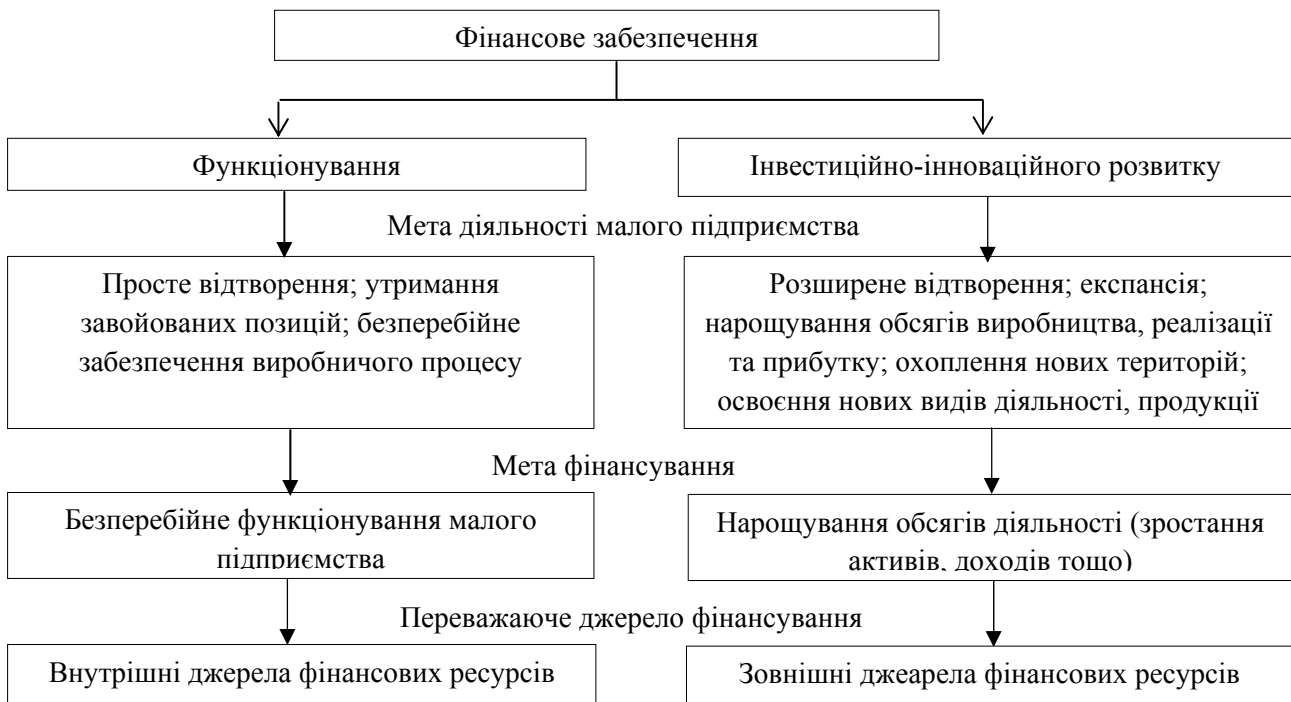 Фінансове забезпечення
Функціонування
Інвестиційно-інноваційного розвитку
Мета діяльності малого підприємства
Просте відтворення; утримання
завойованих позицій; безперебійне
забезпечення виробничого процесу
Розширене відтворення; експансія;
нарощування обсягів виробництва, реалізації
та прибутку; охоплення нових територій;
освоєння нових видів діяльності, продукції
Мета фінансування
Безперебійне функціонування малого
підприємства
Нарощування обсягів діяльності (зростання
активів, доходів тощо)
Переважаюче джерело фінансування
Внутрішні джерела фінансових ресурсів
Зовнішні джеарела фінансових ресурсів